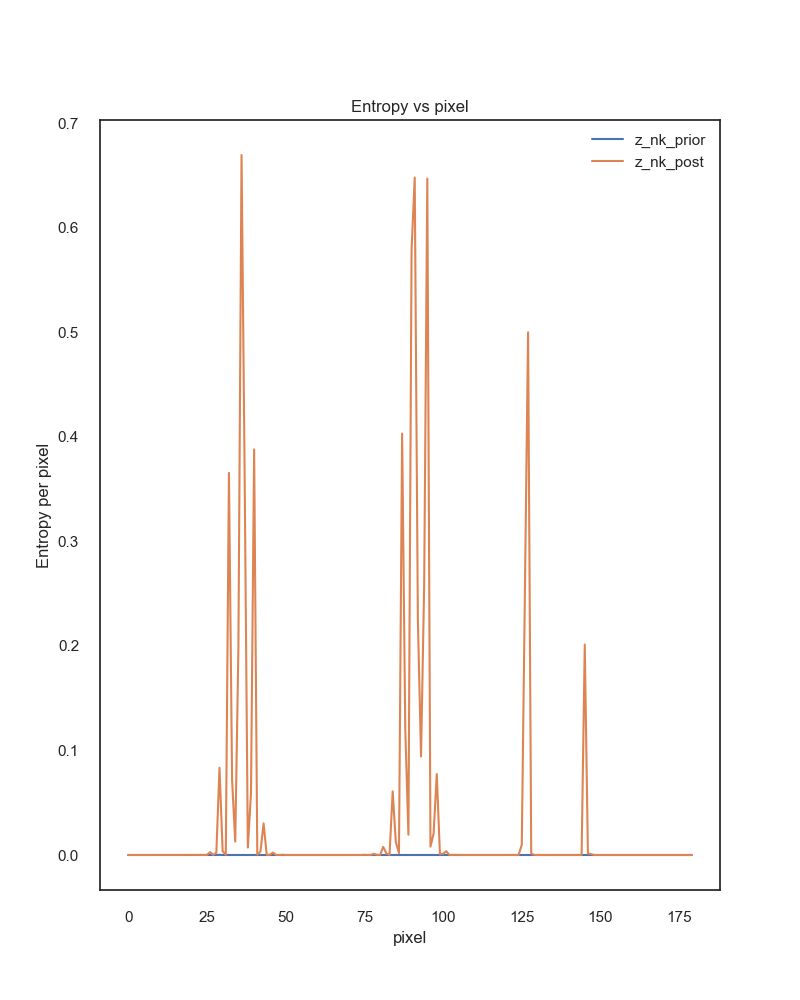 Entropy vs pixel
z_nk_prior
z_nk_post
Entropy per pixel
0.7
0.6
0.5
0.4
0.3
0.2
0.1
0.0
0 25 50 75 100 125 150 175
pixel